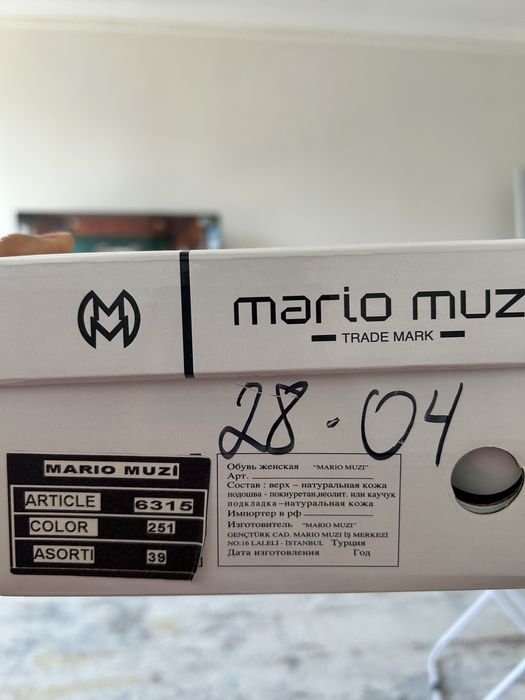 mario muz
TRADE MARK
28-04
MARIO MUZİ
ARTICLE 6315
COLOR 251
ASORTI 39
Обувь женская "MARIO MUZI"
Арт.
Состав : верх – натуральная кожа
подошва - покиуретан,неолит. или каучук
подкладка –натуральная кожа
Импортер в рф
Изготовитель "MARIO MUZI"
GENÇTÜRK CAD. MARIO MUZI İŞ MERKEZI
NO:16 LALELI - ISTANBUL Турция
Дата изготовления Год